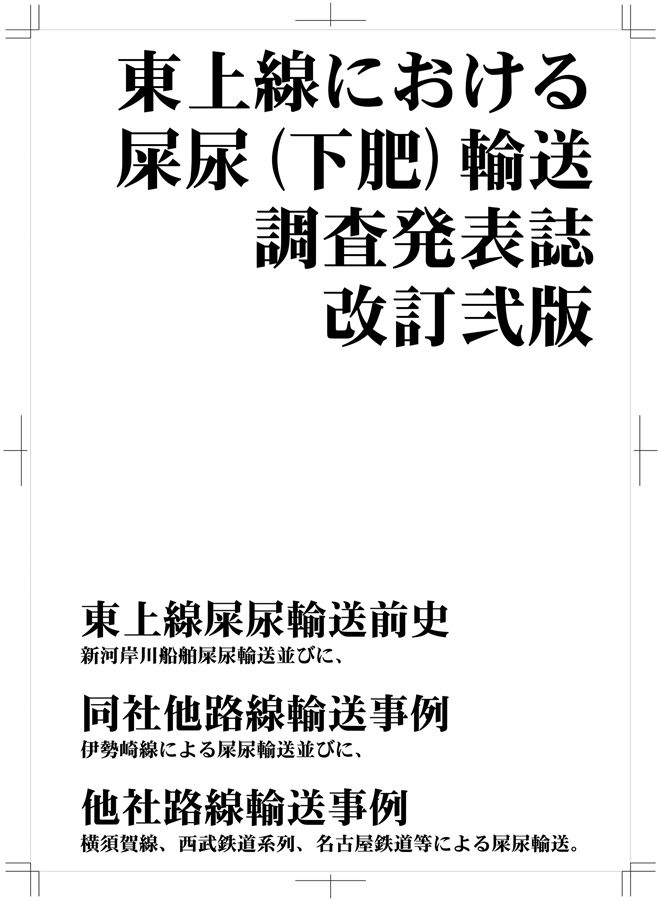 東上線における
屎尿(下肥)輸送
調査発表誌
改訂弐版
東上線屎尿輸送前史
新河岸川船舶屎尿輸送並びに、
同社他路線輸送事例
伊勢崎線による屎尿輸送並びに、
他社路線輸送事例
横須賀線、西武鉄道系列、名古屋鉄道等による屎尿輸送。